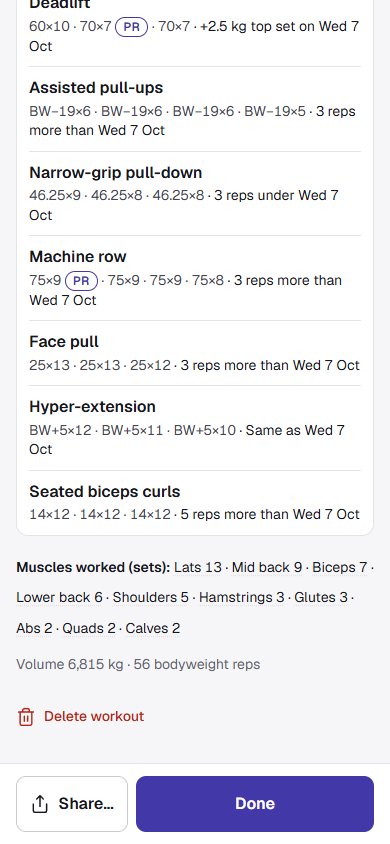 Deadlift
60×10 · 70×7 PR · 70×7 · +2.5 kg top set on Wed 7
Oct
Assisted pull-ups
BW−19×6 · BW−19×6 · BW−19×6 · BW−19×5 · 3 reps
more than Wed 7 Oct
Narrow-grip pull-down
46.25×9 · 46.25×8 · 46.25×8 · 3 reps under Wed 7
Oct
Machine row
75×9 PR · 75×9 · 75×9 · 75×8 · 3 reps more than
Wed 7 Oct
Face pull
25×13 · 25×13 · 25×12 · 3 reps more than Wed 7 Oct
Hyper-extension
BW+5×12 · BW+5×11 · BW+5×10 · Same as Wed 7
Oct
Seated biceps curls
14×12 · 14×12 · 14×12 · 5 reps more than Wed 7 Oct
Muscles worked (sets): Lats 13 · Mid back 9 · Biceps 7 ·
Lower back 6 · Shoulders 5 · Hamstrings 3 · Glutes 3 ·
Abs 2 · Quads 2 · Calves 2
Volume 6,815 kg · 56 bodyweight reps
Delete workout
Share...
Done